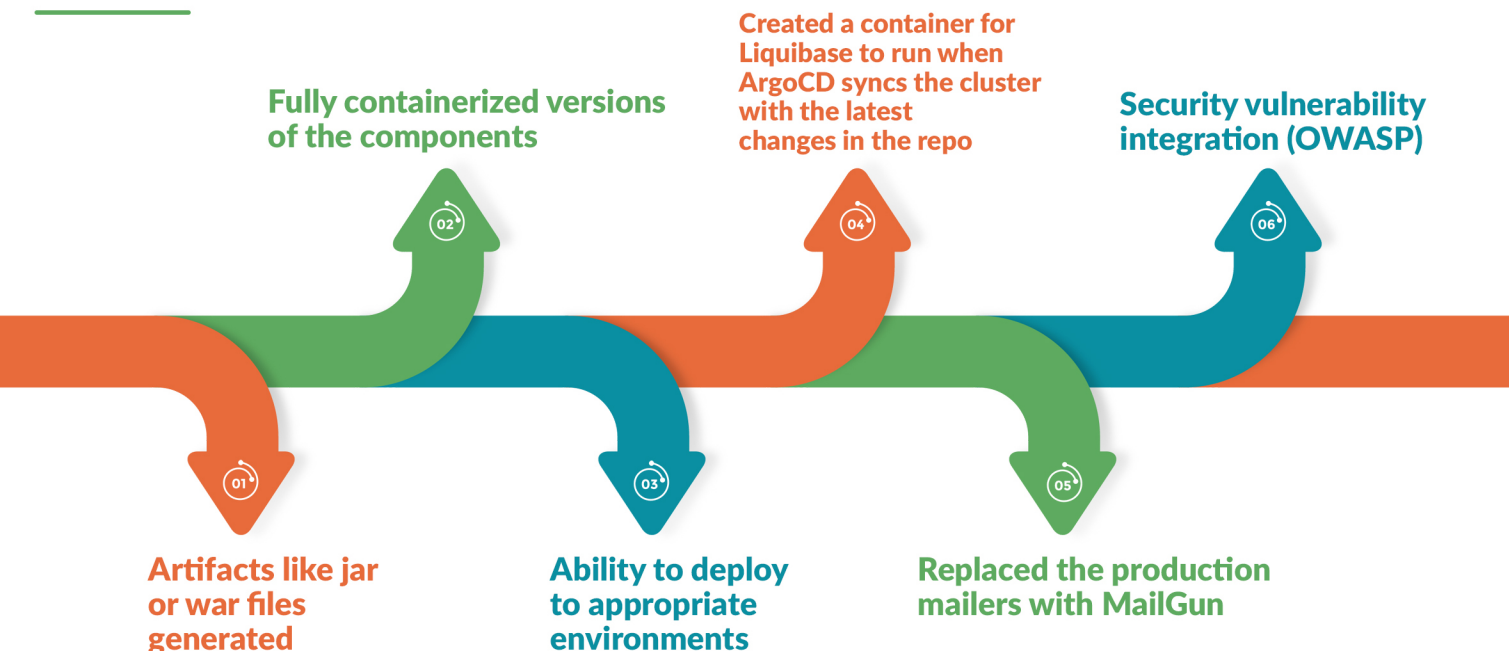 01
Artifacts like jar
or war files
generated
02
Fully containerized versions
of the components
03
Ability to deploy
to appropriate
environments
04
Created a container for
Liquibase to run when
ArgoCD syncs the cluster
with the latest
changes in the repo
05
Replaced the production
mailers with MailGun
06
Security vulnerability
integration (OWASP)